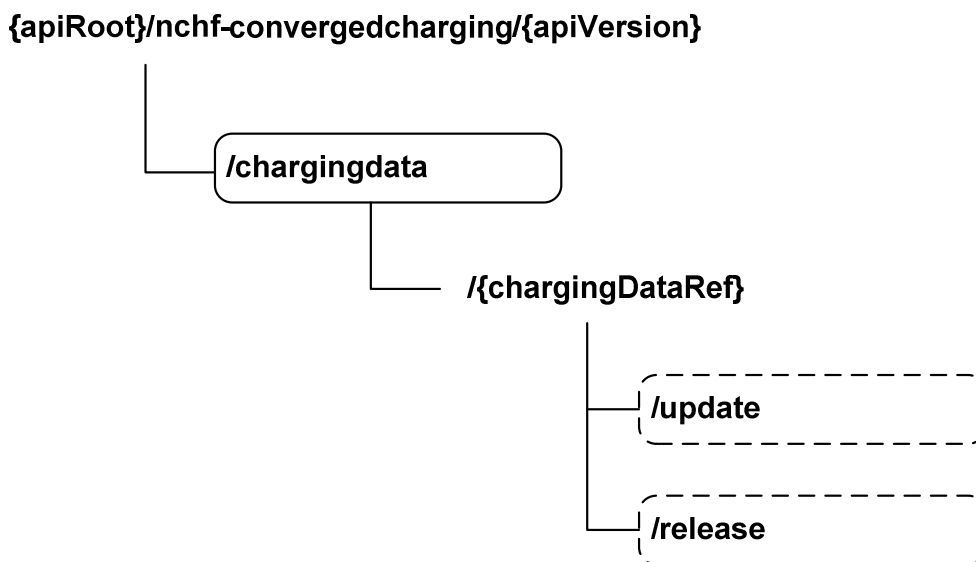 {apiRoot}/nchf-convergedcharging/{apiVersion}
/chargingdata
/{chargingDataRef}
/update
/release